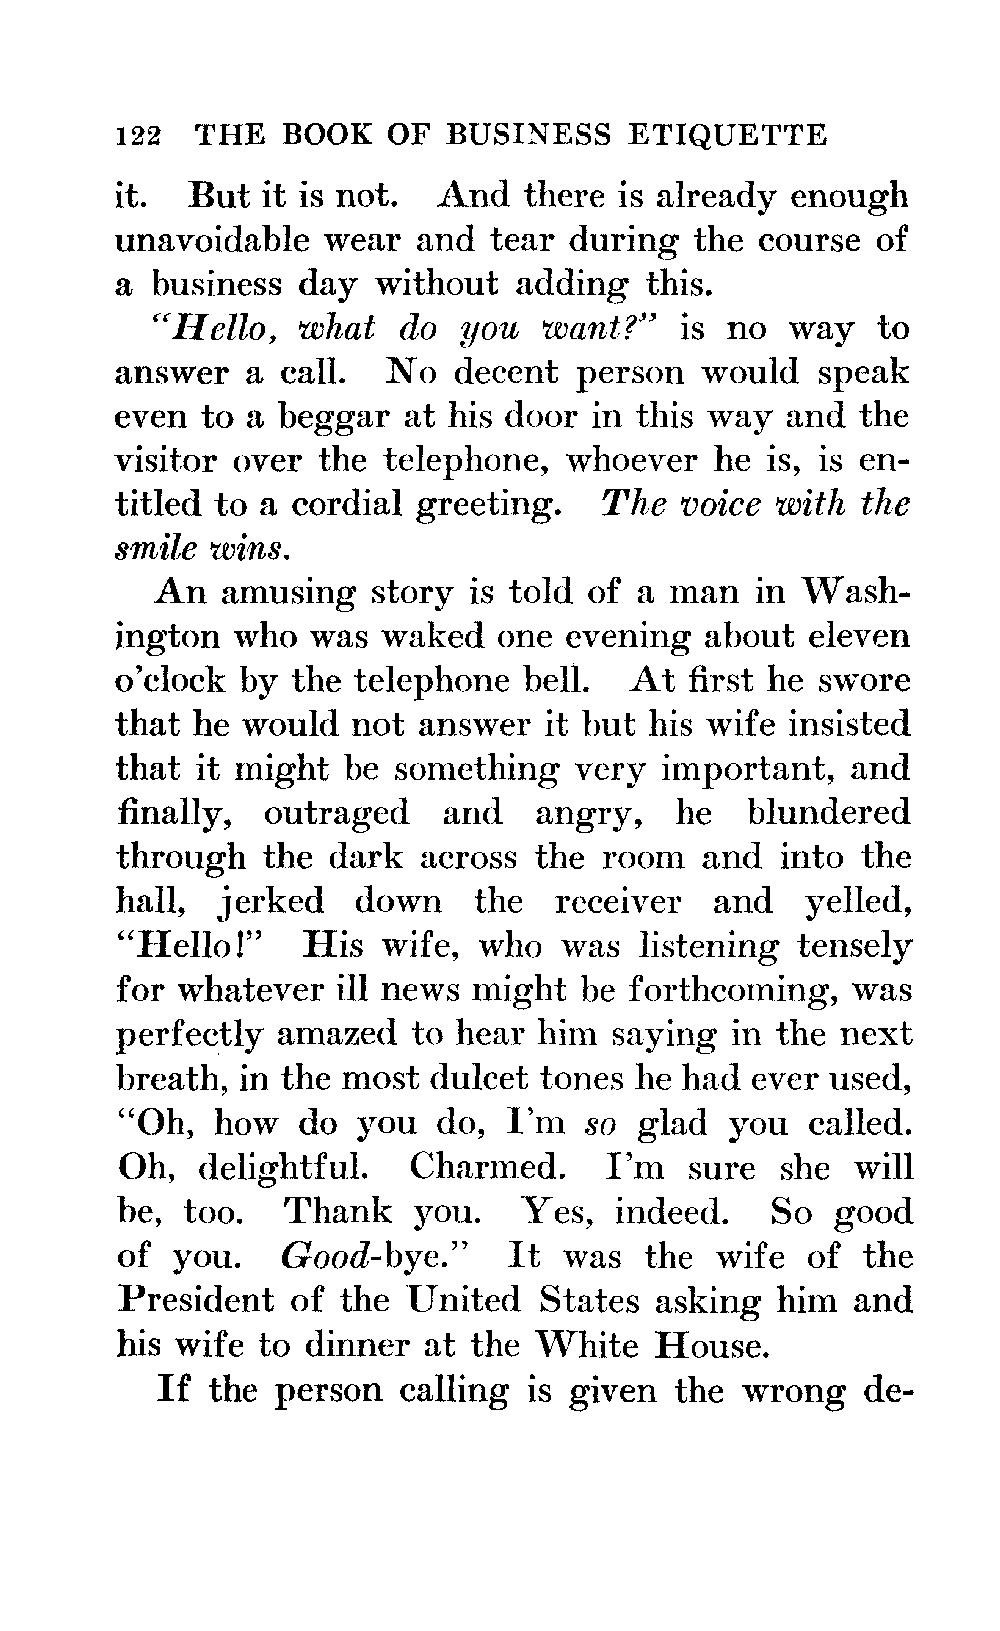 122 THE BOOK OF BUSINESS ETIQUETTE
it. But it is not. And there is already enough
unavoidable wear and tear during the course of
a business day without adding this.
"Hello, what do you want?" is no way to
answer a call. No decent person would speak
even to a beggar at his door in this way and the
visitor over the telephone, whoever he is, is en-
titled to a cordial greeting. The voice with the
smile wins.
An amusing story is told of a man in Wash-
ington who was waked one evening about eleven
o'clock by the telephone bell. At first he swore
that he would not answer it but his wife insisted
that it might be something very important, and
finally, outraged and angry, he blundered
through the dark across the room and into the
hall, jerked down the receiver and yelled,
"Hello!" His wife, who was listening tensely
for whatever ill news might be forthcoming, was
perfectly amazed to hear him saying in the next
breath, in the most dulcet tones he had ever used,
"Oh, how do you do, I'm so glad you called.
Oh, delightful. Charmed. I'm sure she will
be, too. Thank you. Yes, indeed. So good
of you. Good-bye." It was the wife of the
President of the United States asking him and
his wife to dinner at the White House.
If the person calling is given the wrong de-